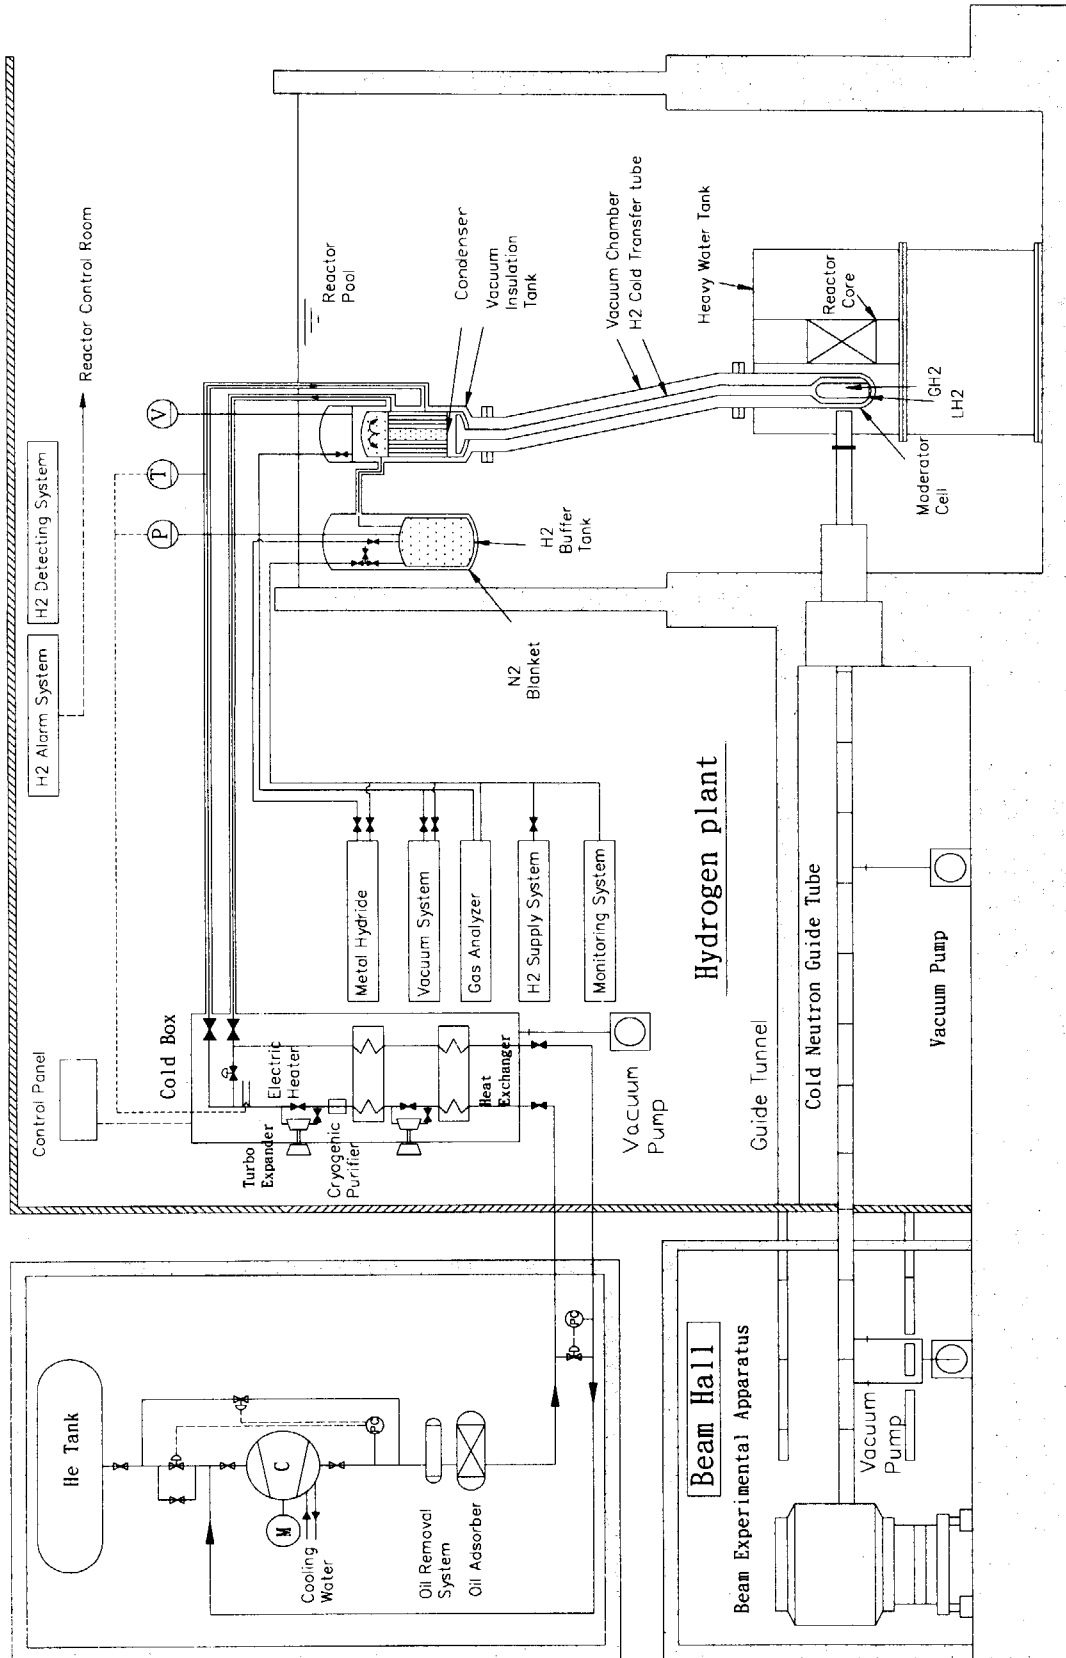 H2 Alarm System
H2 Detecting System
Reactor Control Room
P
T
V
Reactor
Pool
Condenser
Vacuum
Insulation
Tank
Vacuum Chamber
H2 Cold Transfer tube
Heavy Water Tank
Reactor
Core
GH2
LH2
Moderator
Cell
H2
Buffer
Tank
N2
Blanket
Control Panel
Cold Box
Electric
Heater
Turbo
Expander
Cryogenic
Purifier
Heat
Exchanger
Vacuum
Pump
Metal Hydride
Vacuum System
Gas Analyzer
H2 Supply System
Monitoring System
Hydrogen plant
Guide Tunnel
Cold Neutron Guide Tube
Vacuum Pump
He Tank
PC
C
M
Cooling
Water
Oil Removal
System
Oil Adsorber
PC
Beam Hall
Beam Experimental Apparatus
Vacuum
Pump